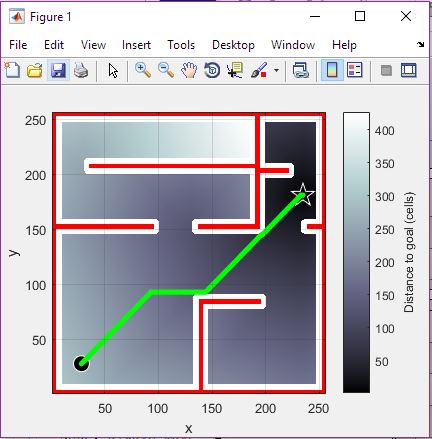 Figure 1
File Edit View Insert Tools Desktop Window Help
250
200
150
100
50
y
50 100 150 200 250
x
400
350
300
250
200
150
100
50
Distance to goal (cells)